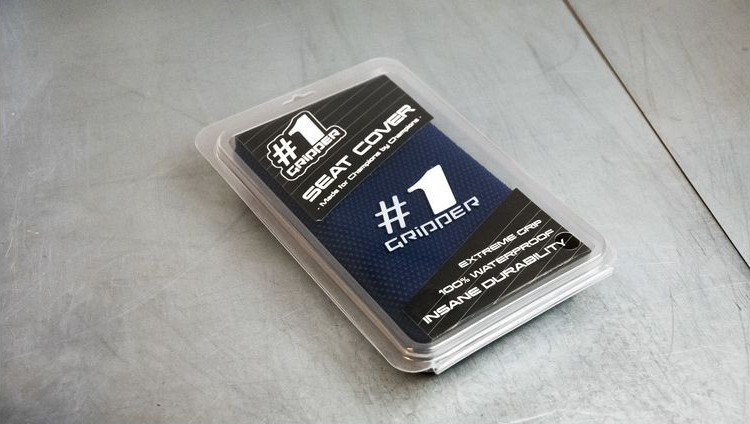 #1
GRIPPER
SEAT COVER
- Made for Champions by Champions -
#1
GRIPPER
EXTREME GRIP
100% WATERPROOF
INSANE DURABILITY